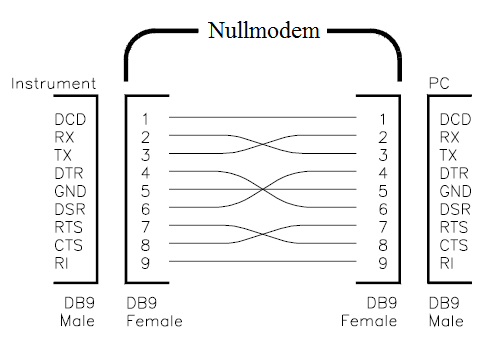 Nullmodem
Instrument PC
DCD 1 1 DCD
RX 2 2 RX
TX 3 3 TX
DTR 4 4 DTR
GND 5 5 GND
DSR 6 6 DSR
RTS 7 7 RTS
CTS 8 8 CTS
RI 9 9 RI
DB9 DB9 DB9 DB9
Male Female Female Male